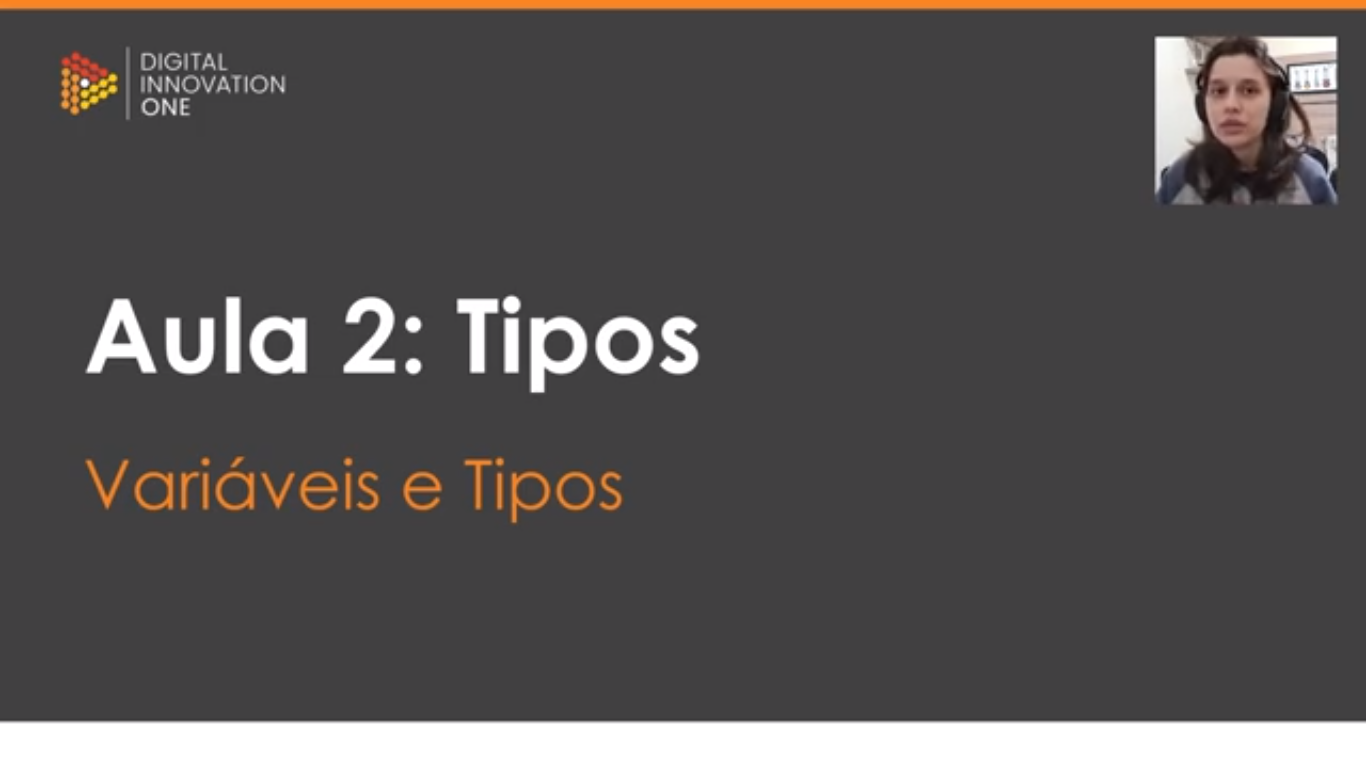 DIGITAL
INNOVATION
ONE
Aula 2: Tipos
Variáveis e Tipos